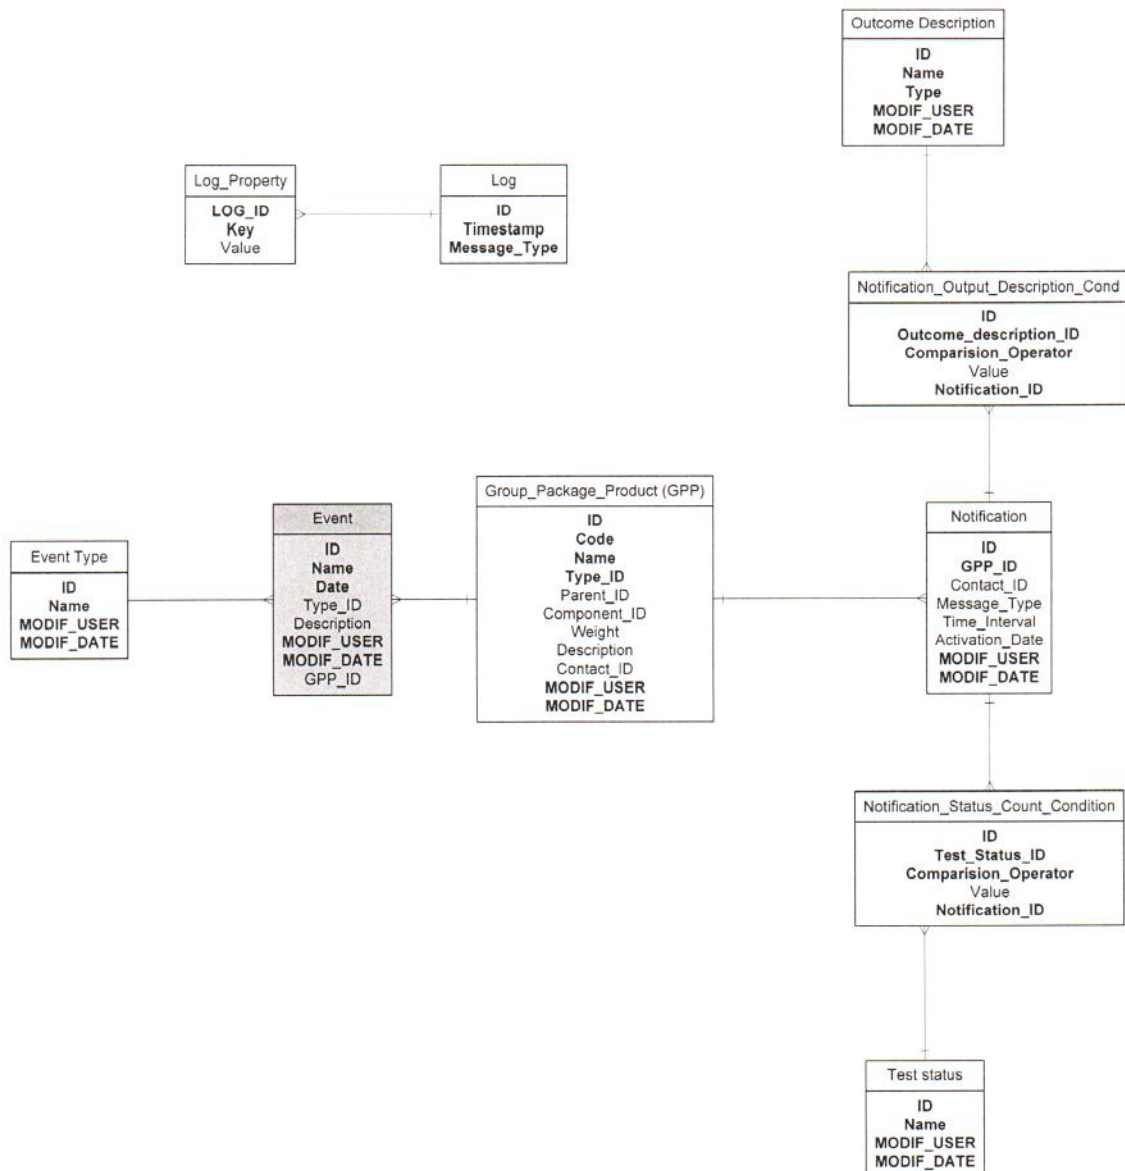 Outcome Description
ID
Name
Type
MODIF_USER
MODIF_DATE
Log_Property
LOG_ID
Key
Value
Log
ID
Timestamp
Message_Type
Notification_Output_Description_Cond
ID
Outcome_description_ID
Comparision_Operator
Value
Notification_ID
Event Type
ID
Name
MODIF_USER
MODIF_DATE
Event
ID
Name
Date
Type_ID
Description
MODIF_USER
MODIF_DATE
GPP_ID
Group_Package_Product (GPP)
ID
Code
Name
Type_ID
Parent_ID
Component_ID
Weight
Description
Contact_ID
MODIF_USER
MODIF_DATE
Notification
ID
GPP_ID
Contact_ID
Message_Type
Time_Interval
Activation_Date
MODIF_USER
MODIF_DATE
Notification_Status_Count_Condition
ID
Test_Status_ID
Comparision_Operator
Value
Notification_ID
Test status
ID
Name
MODIF_USER
MODIF_DATE